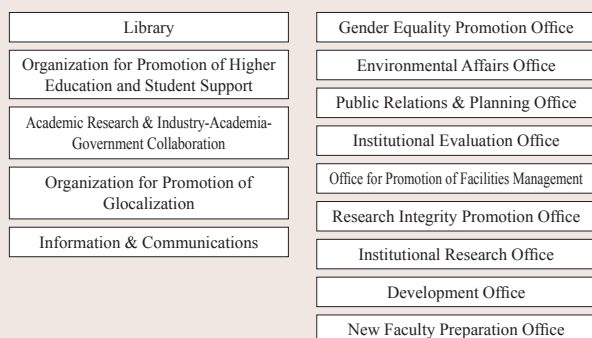 Library
Organization for Promotion of Higher
Education and Student Support
Academic Research & Industry-Academia-
Government Collaboration
Organization for Promotion of
Glocalization
Information & Communications
Gender Equality Promotion Office
Environmental Affairs Office
Public Relations & Planning Office
Institutional Evaluation Office
Office for Promotion of Facilities Management
Research Integrity Promotion Office
Institutional Research Office
Development Office
New Faculty Preparation Office